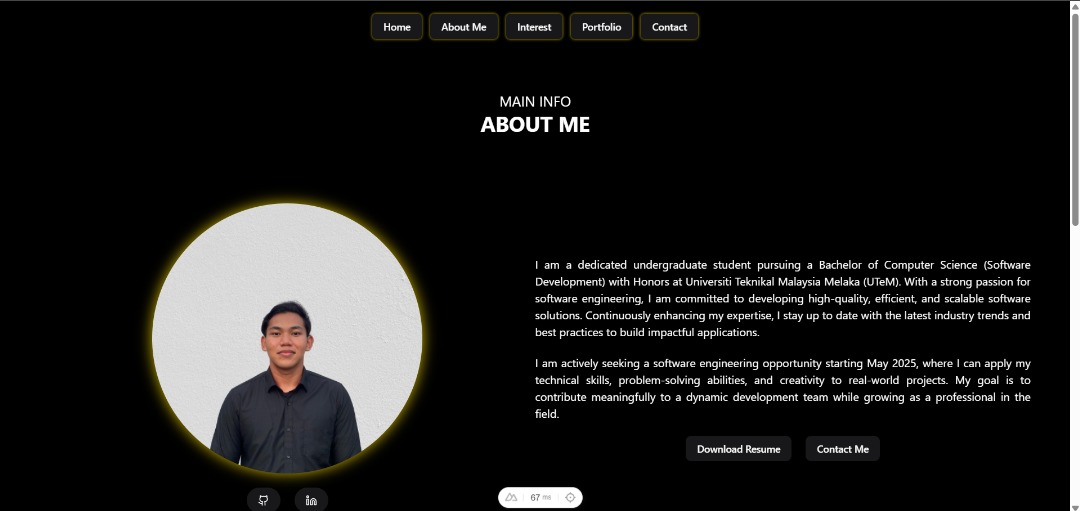 Home
About Me
Interest
Portfolio
Contact
MAIN INFO
ABOUT ME
I am a dedicated undergraduate student pursuing a Bachelor of Computer Science (Software
Development) with Honors at Universiti Teknikal Malaysia Melaka (UTeM). With a strong passion for
software engineering, I am committed to developing high-quality, efficient, and scalable software
solutions. Continuously enhancing my expertise, I stay up to date with the latest industry trends and
best practices to build impactful applications.
I am actively seeking a software engineering opportunity starting May 2025, where I can apply my
technical skills, problem-solving abilities, and creativity to real-world projects. My goal is to
contribute meaningfully to a dynamic development team while growing as a professional in the
field.
Download Resume
Contact Me
in
67 ms